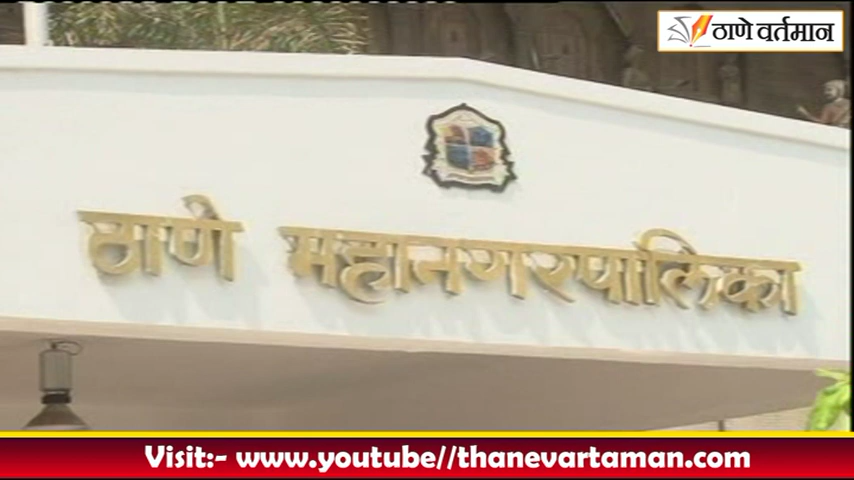 ठाणे वर्तमान
ठाणे महानगरपालिका
Visit:- www.youtube//thanevartaman.com